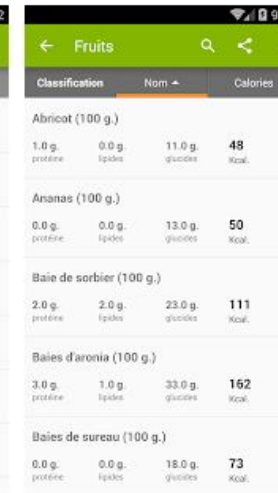 2
9
Fruits
Classification Nom Calories
Abricot (100 g.)
1.0 g. 0.0 g. 11.0 g. 48
protéine lipides glucides Kcal.
Ananas (100 g.)
0.0 g. 0.0 g. 13.0 g. 50
protéine lipides glucides Kcal.
Baie de sorbier (100 g.)
2.0 g. 2.0 g. 23.0 g. 111
protéine lipides glucides Kcal.
Baies d'aronia (100 g.)
3.0 g. 1.0 g. 33.0 g. 162
protéine lipides glucides Kcal.
Baies de sureau (100 g.)
0.0 g. 0.0 g. 18.0 g. 73
protéine lipides glucides Kcal.